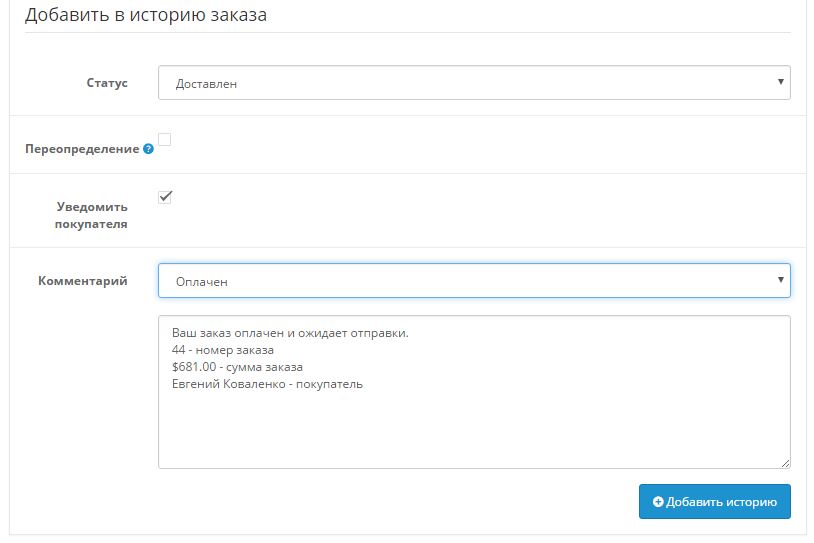 Добавить в историю заказа
Статус
Доставлен
Переопределение ?
Уведомить
покупателя
Комментарий
Оплачен
Ваш заказ оплачен и ожидает отправки.
44 - номер заказа
$681.00 - сумма заказа
Евгений Коваленко - покупатель
Добавить историю